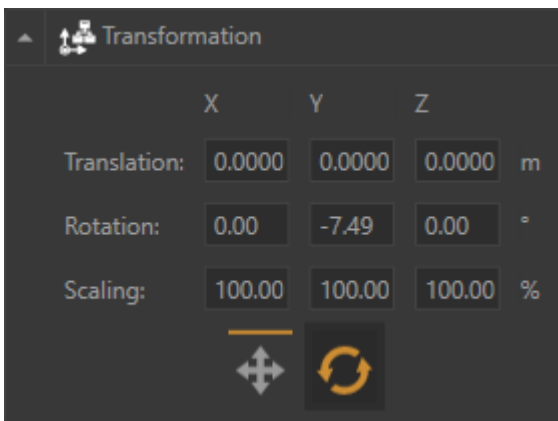 Transformation
X Y Z
Translation: 0.0000 0.0000 0.0000 m
Rotation: 0.00 -7.49 0.00 °
Scaling: 100.00 100.00 100.00 %